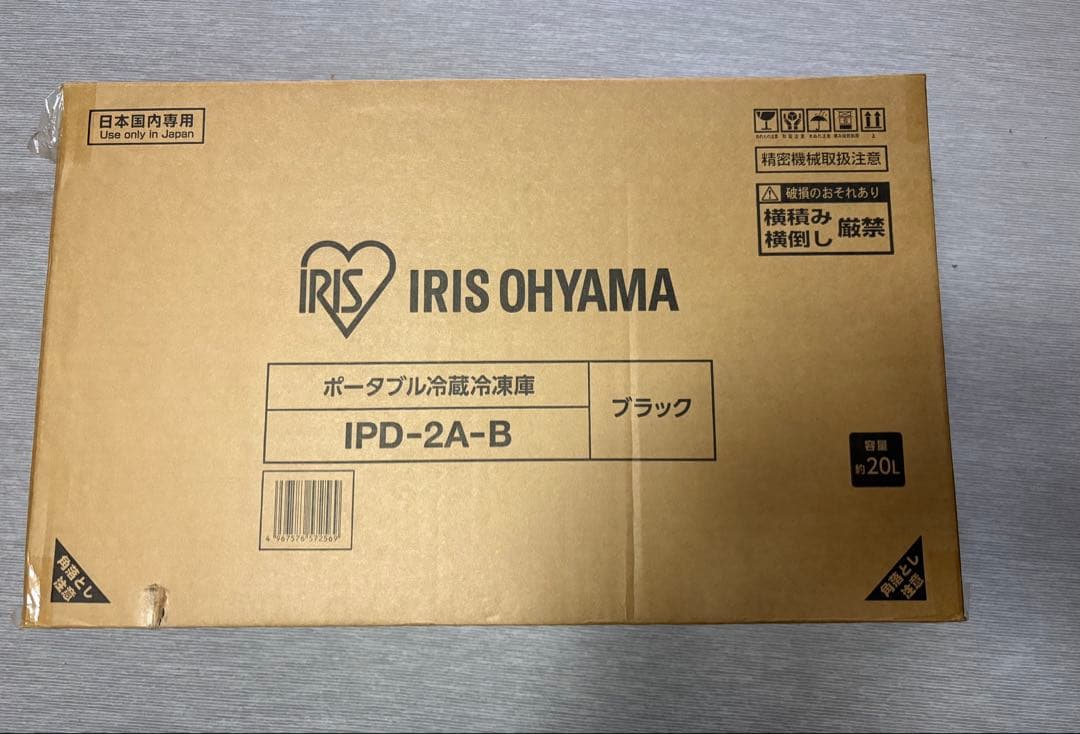 日本国内専用
Use only in Japan
精密機械取扱注意
破損のおそれあり
横積み
横倒し
厳禁
IRIS
IRIS OHYAMA
ポータブル冷蔵冷凍庫
IPD-2A-B
ブラック
容量
約20L
4 967576 572569
角落とし
注意
角落とし
注意